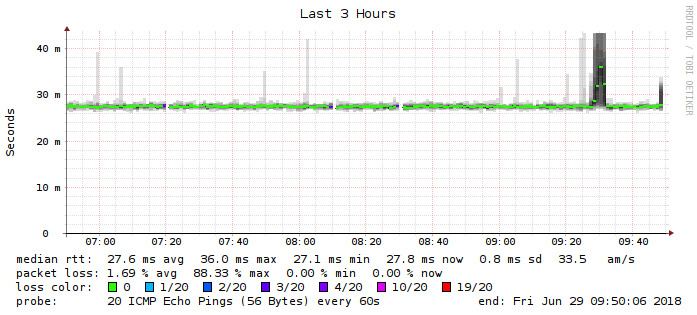 Last 3 Hours
RRDTOOL / TOBI OETIKER
Seconds
40 m
30 m
20 m
10 m
0
07:00 07:20 07:40 08:00 08:20 08:40 09:00 09:20 09:40
median rtt: 27.6 ms avg 36.0 ms max 27.1 ms min 27.8 ms now 0.8 ms sd 33.5 am/s
packet loss: 1.69 % avg 88.33 % max 0.00 % min 0.00 % now
loss color: 0 1/20 2/20 3/20 4/20 10/20 19/20
probe: 20 ICMP Echo Pings (56 Bytes) every 60s end: Fri Jun 29 09:50:06 2018